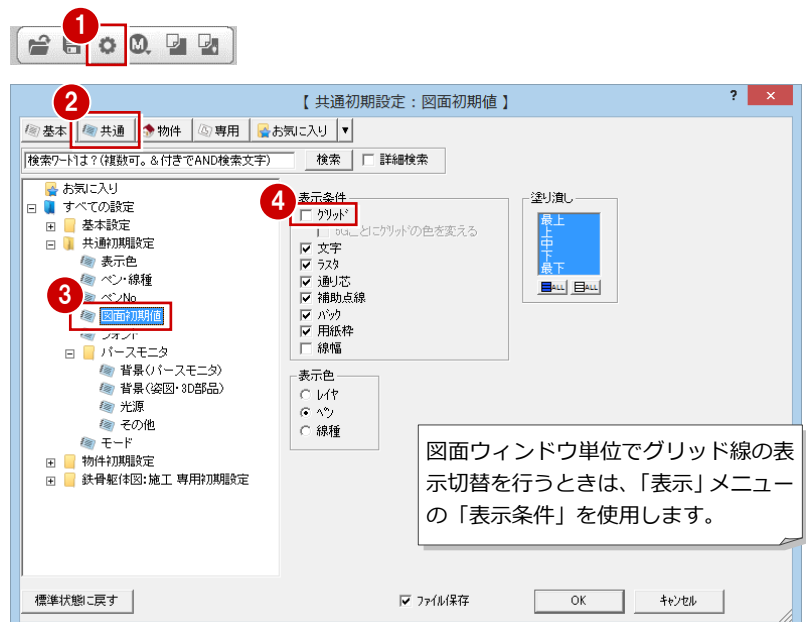 1
M
2
【 共通初期設定：図面初期値 】
? ×
基本 共通 物件 専用 お気に入り ▼
検索ワードは？(複数可。＆付きでAND検索文字) 検索 詳細検索
お気に入り
すべての設定
基本設定
共通初期設定
表示色
ペン・線種
ペンNo
3
図面初期値
フォント
パースモニタ
背景(パースモニタ)
背景(姿図・3D部品)
光源
その他
モード
物件初期設定
鉄骨躯体図:施工 専用初期設定
4
表示条件
グリッド
5Gごとにグリッドの色を変える
文字
ラスタ
通り芯
補助点線
パック
用紙枠
線幅
表示色
レイヤ
ペン
線種
塗り潰し
最上
上
中
下
最下
ALL ALL
図面ウィンドウ単位でグリッド線の表
示切替を行うときは、「表示」メニュー
の「表示条件」を使用します。
標準状態に戻す ファイル保存 OK キャンセル